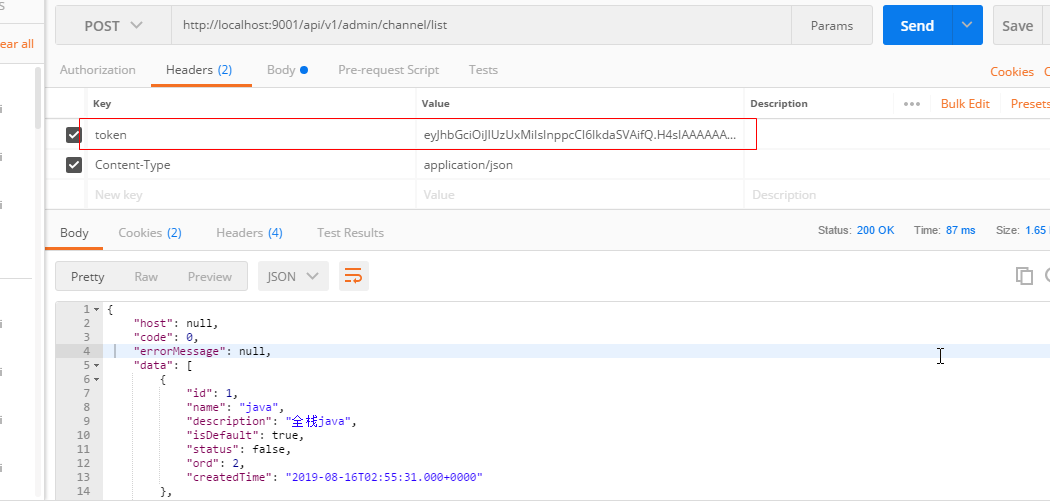 POST http://localhost:9001/api/v1/admin/channel/list Params Send Save
ear all
Authorization Headers (2) Body Pre-request Script Tests Cookies
Key Value Description ••• Bulk Edit Presets
token eyJhbGciOiJIUzUxMiIsInppcCI6IkdaSVAifQ.H4sIAAAAAA...
Content-Type application/json
New key Value Description
Body Cookies (2) Headers (4) Test Results Status: 200 OK Time: 87 ms Size: 1.65
Pretty Raw Preview JSON
1 {
2 "host": null,
3 "code": 0,
4 "errorMessage": null,
5 "data": [
6 {
7 "id": 1,
8 "name": "java",
9 "description": "全栈java",
10 "isDefault": true,
11 "status": false,
12 "ord": 2,
13 "createdTime": "2019-08-16T02:55:31.000+0000"
14 },